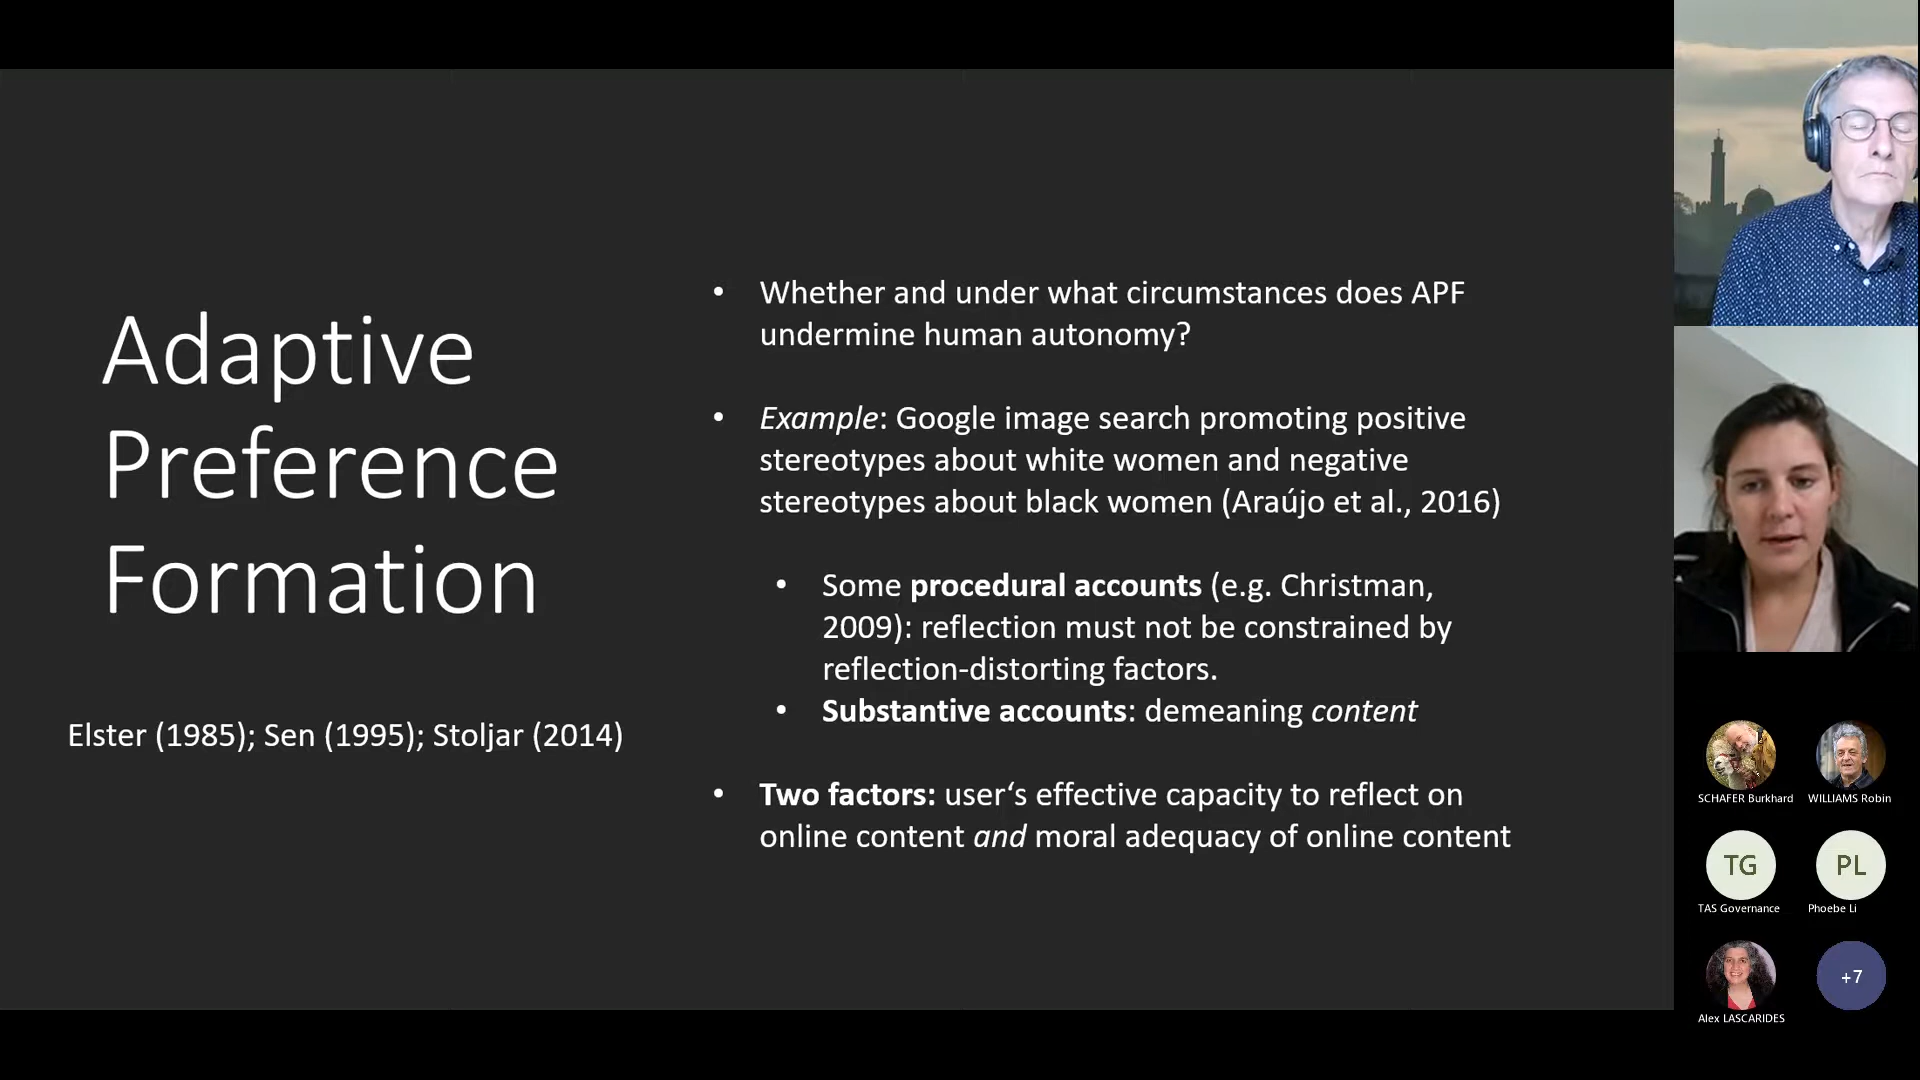 Adaptive
Preference
Formation
Elster (1985); Sen (1995); Stoljar (2014)
• Whether and under what circumstances does APF
undermine human autonomy?
• Example: Google image search promoting positive
stereotypes about white women and negative
stereotypes about black women (Araújo et al., 2016)
• Some procedural accounts (e.g. Christman,
2009): reflection must not be constrained by
reflection-distorting factors.
• Substantive accounts: demeaning content
• Two factors: user‘s effective capacity to reflect on
online content and moral adequacy of online content
SCHAFER Burkhard
WILLIAMS Robin
TG
PL
TAS Governance
Phoebe Li
+7
Alex LASCARIDES